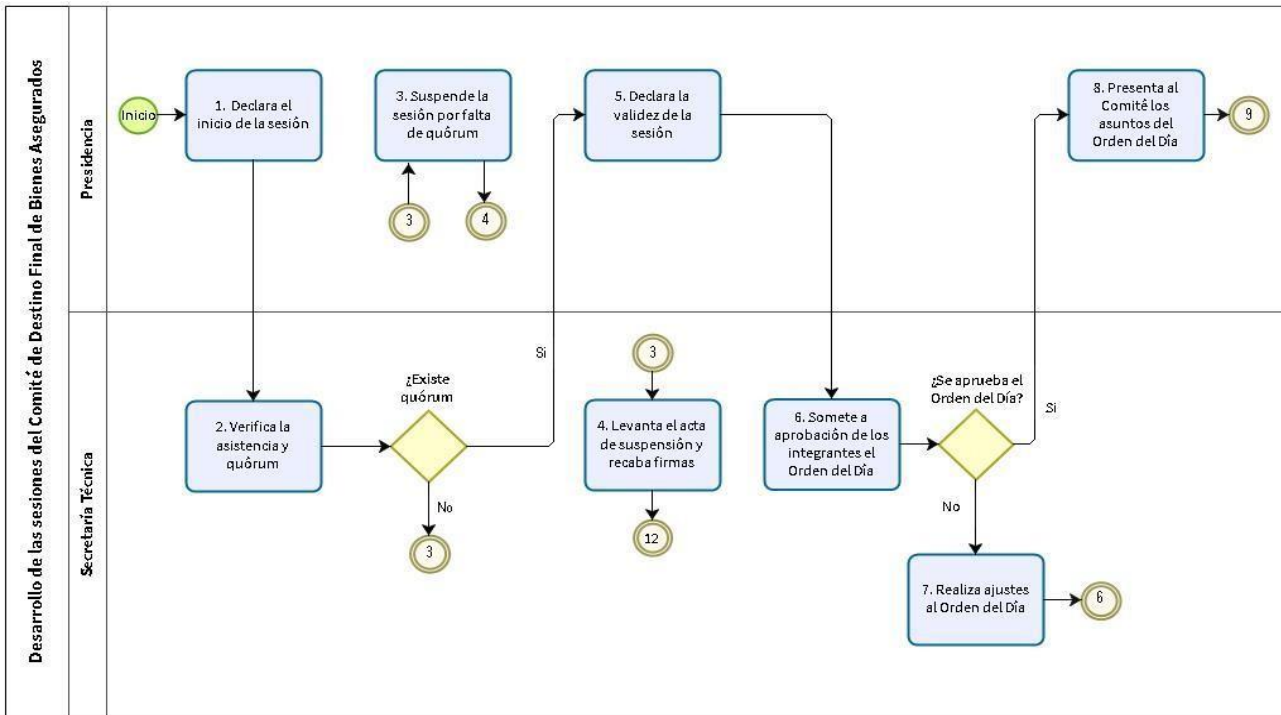 Desarrollo de las sesiones del Comité de Destino Final de Bienes Asegurados
Presidencia
Inicio
1. Declara el
inicio de la sesión
3. Suspende la
sesión por falta
de quórum
3
4
5. Declara la
validez de la
sesión
8. Presenta al
Comité los
asuntos del
Orden del Día
9
Secretaría Técnica
2. Verifica la
asistencia y
quórum
¿Existe
quórum
Si
No
3
3
4. Levanta el acta
de suspensión y
recaba firmas
12
6. Somete a
aprobación de los
integrantes el
Orden del Día
¿Se aprueba el
Orden del Día?
Si
No
7. Realiza ajustes
al Orden del Día
6